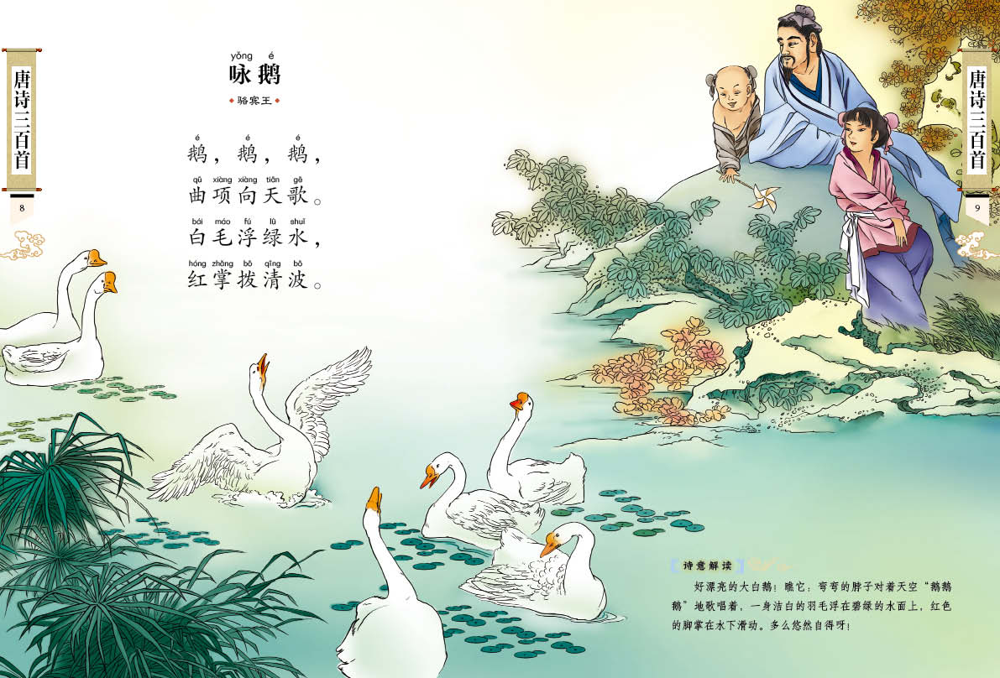 唐诗三百首
8
yǒng é
咏鹅
骆宾王
é é é
鹅，鹅，鹅，
qū xiàng xiàng tiān gē
曲项向天歌。
bái máo fú lǜ shuǐ
白毛浮绿水，
hóng zhǎng bō qīng bō
红掌拨清波。
唐诗三百首
9
【诗意解读】
好漂亮的大白鹅！瞧它：弯弯的脖子对着天空“鹅鹅
鹅”地歌唱着，一身洁白的羽毛浮在碧绿的水面上，红色
的脚掌在水下滑动。多么悠然自得呀！